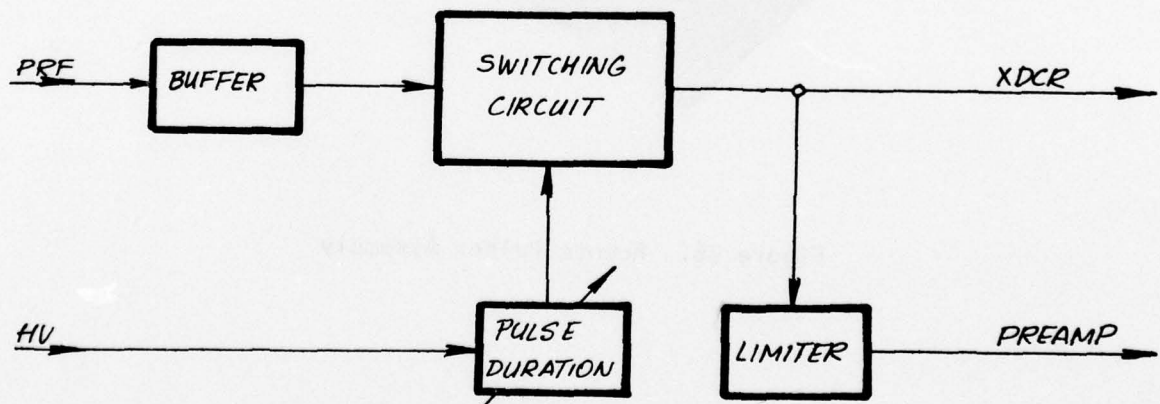 PRF
BUFFER
SWITCHING
CIRCUIT
XDCR
HV
PULSE
DURATION
LIMITER
PREAMP